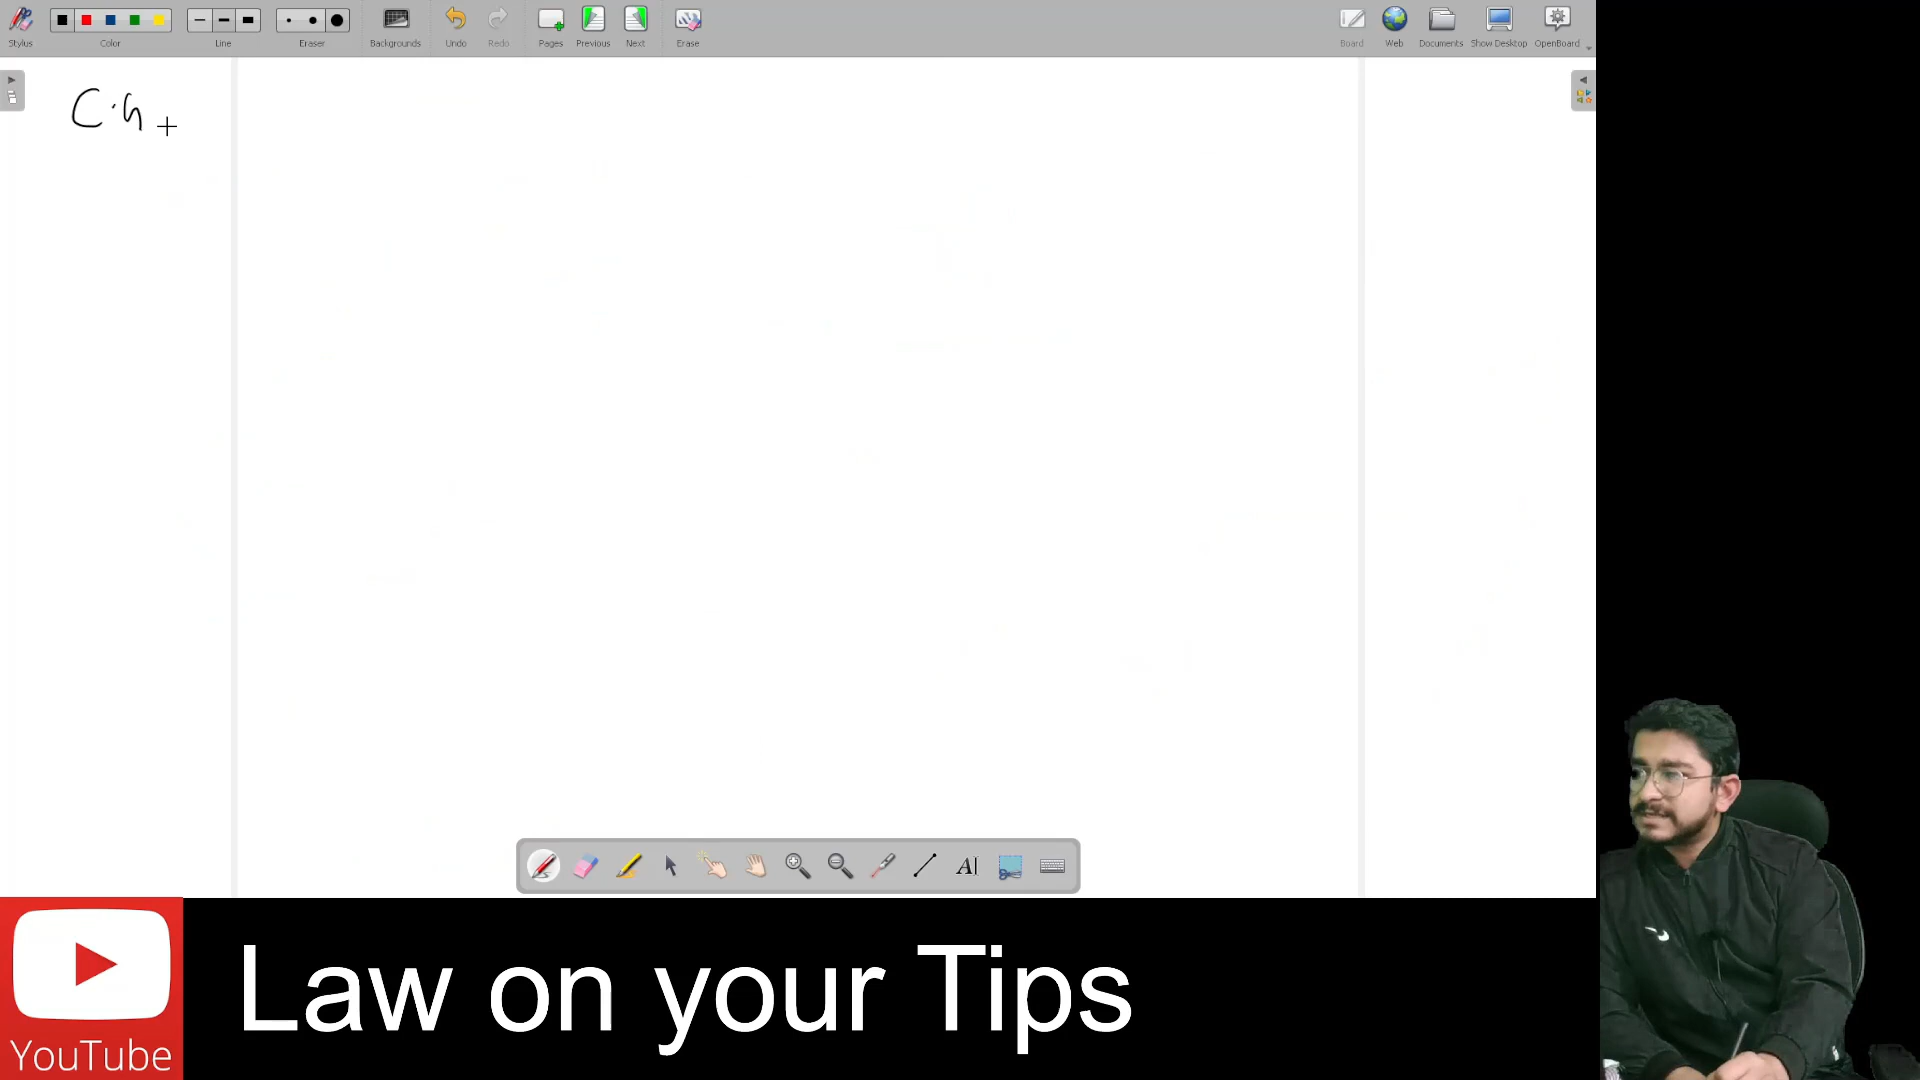 Stylus
Color
Line
Eraser
Backgrounds
Undo
Redo
Pages
Previous
Next
Erase
Board
Web
Documents
Show Desktop
OpenBoard
AI
YouTube
Law on your Tips